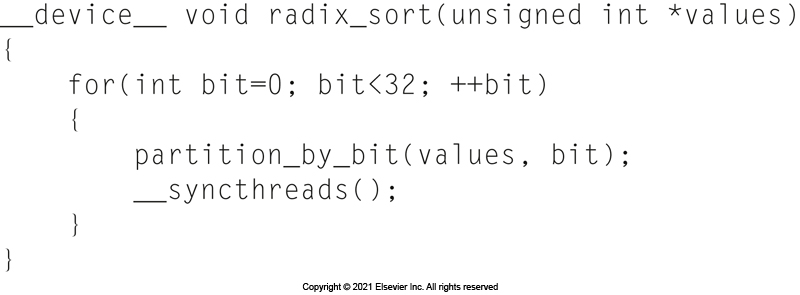 __device__ void radix_sort(unsigned int *values)
{
    for(int bit=0; bit<32; ++bit)
    {
        partition_by_bit(values, bit);
        __syncthreads();
    }
}
Copyright © 2021 Elsevier Inc. All rights reserved